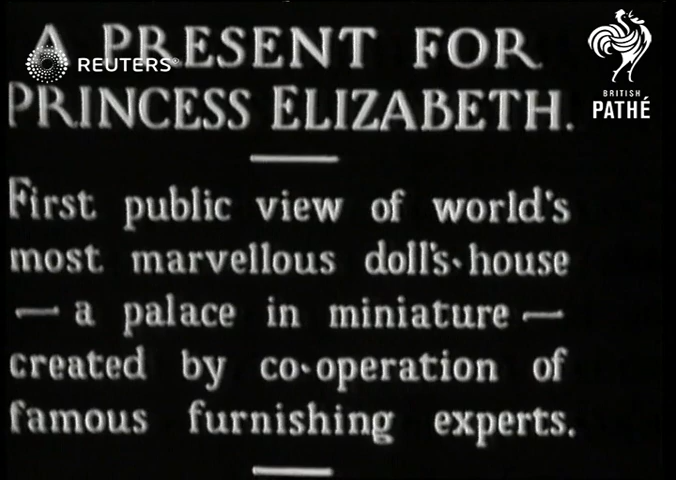 A PRESENT FOR
REUTERS
PRINCESS ELIZABETH.
BRITISH
PATHÉ
First public view of world's
most marvellous doll's-house
— a palace in miniature —
created by co-operation of
famous furnishing experts.